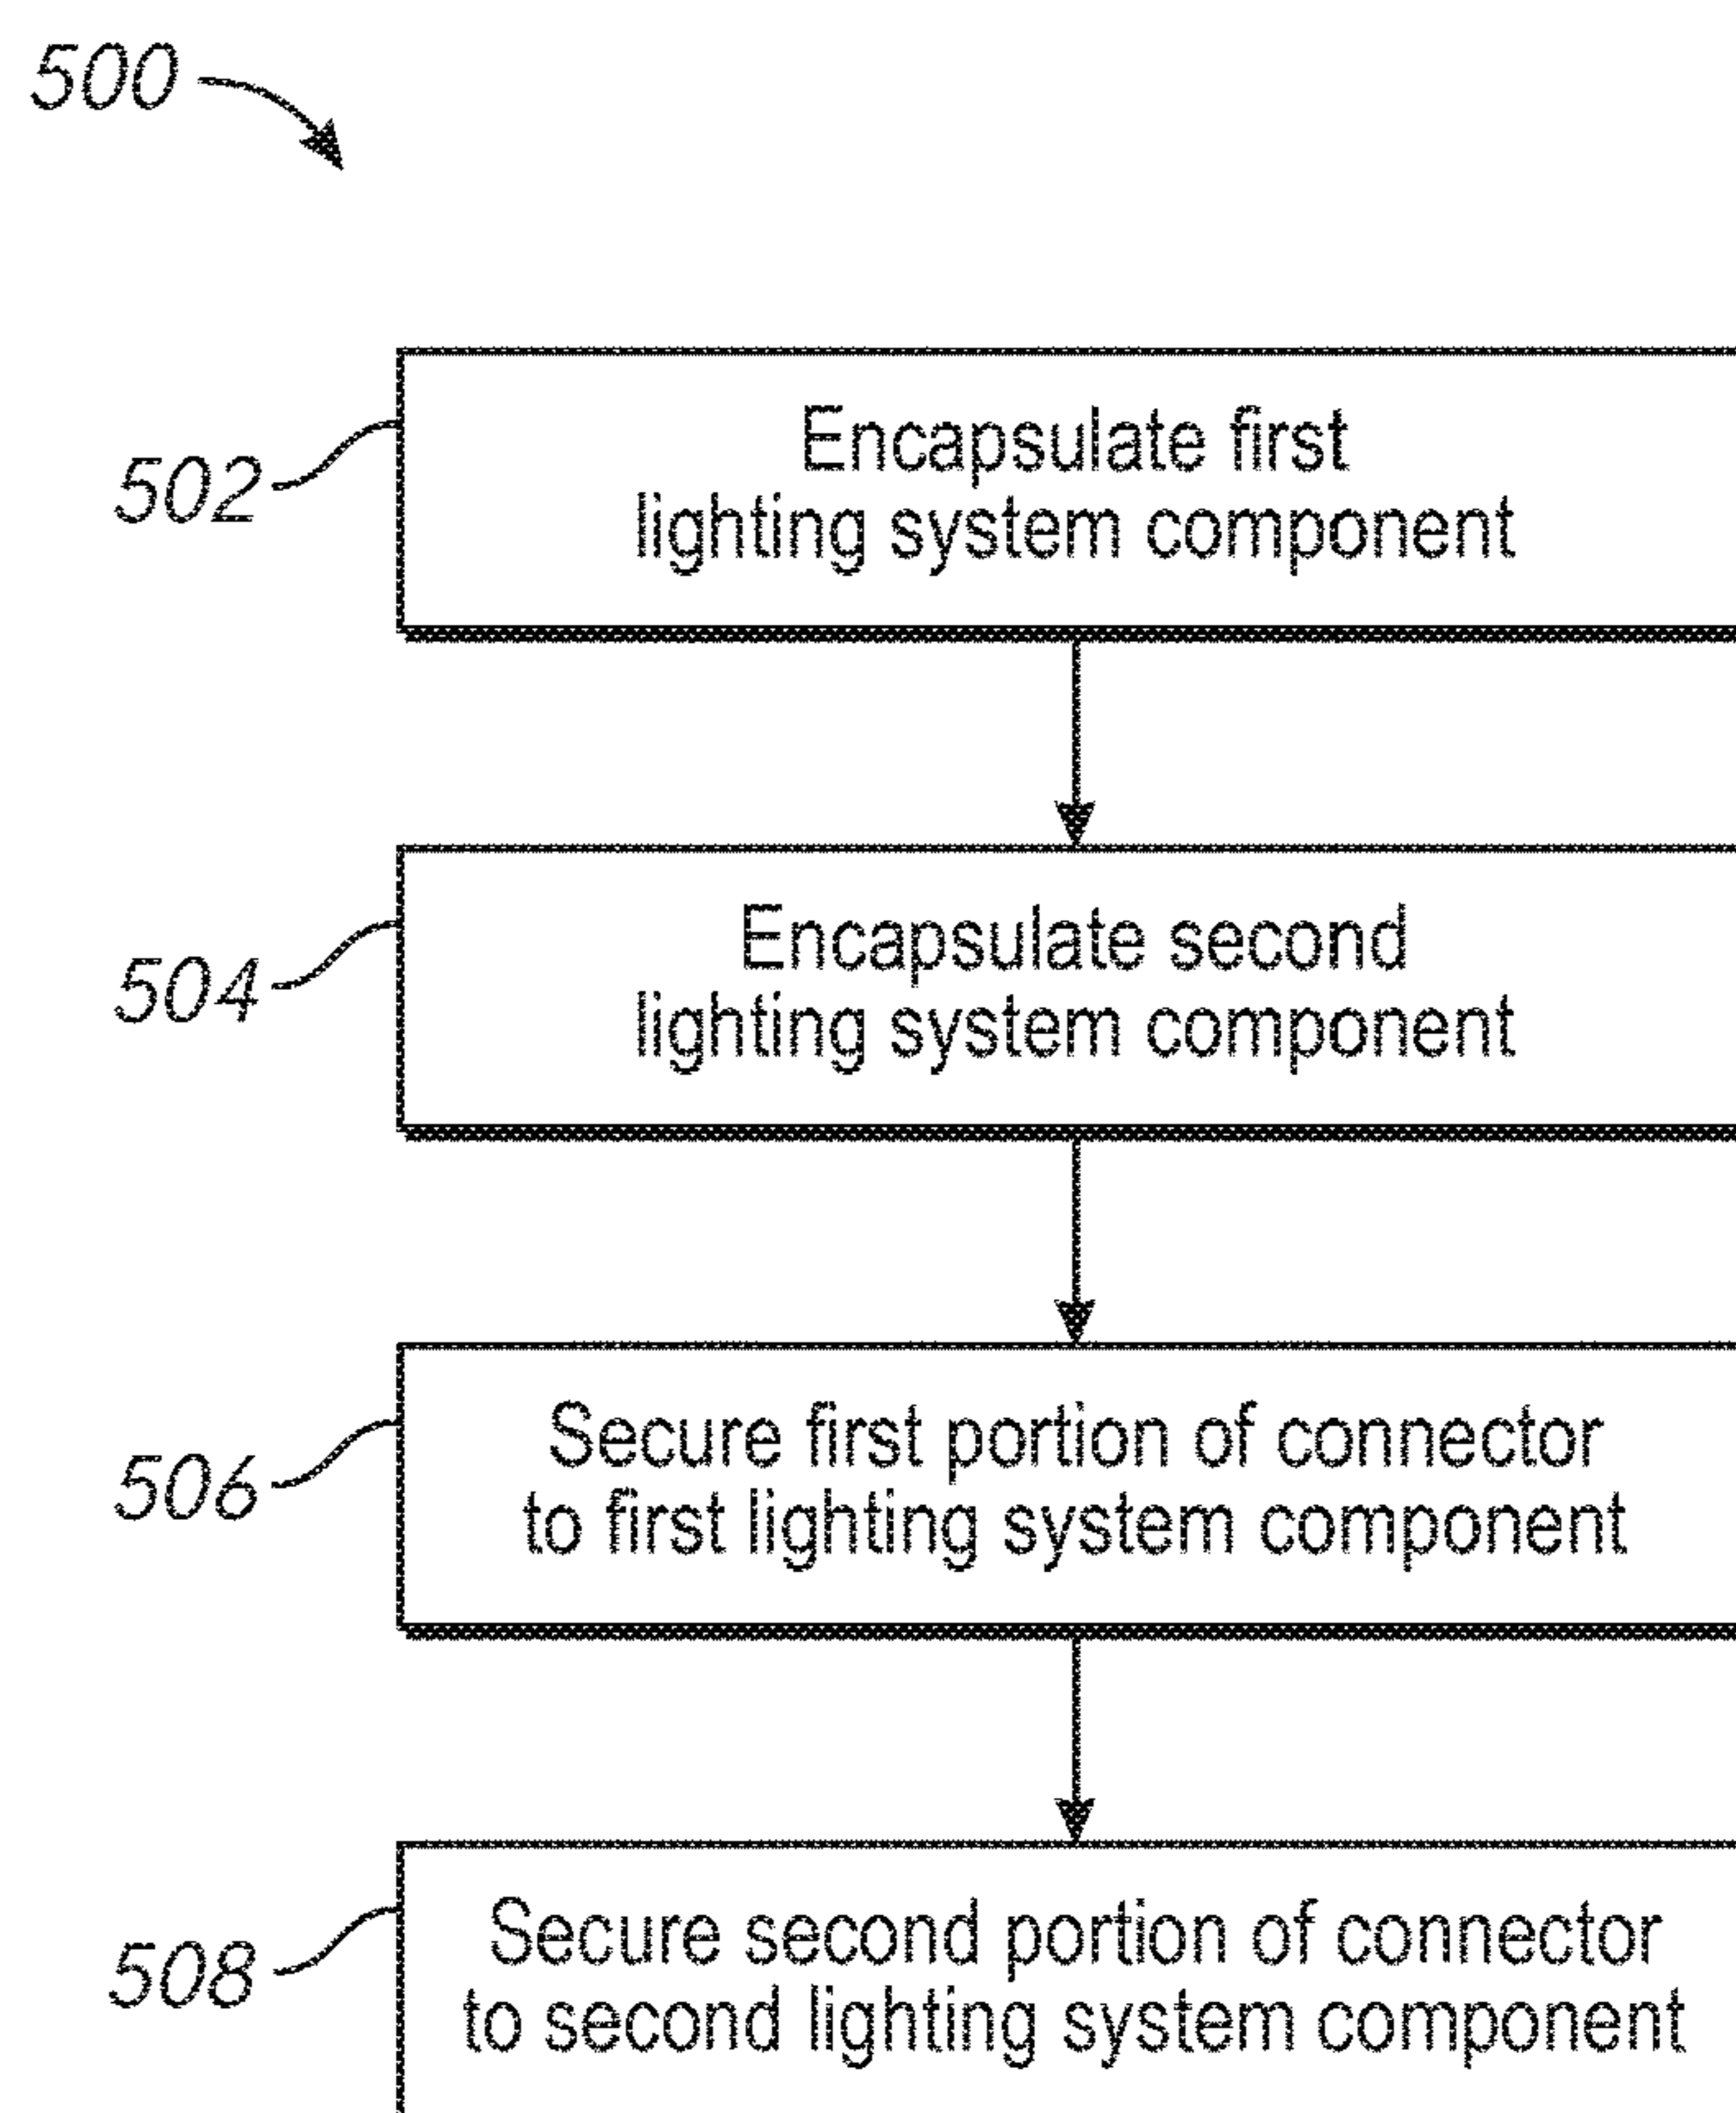 500
502
Encapsulate first
lighting system component
504
Encapsulate second
lighting system component
506
Secure first portion of connector
to first lighting system component
508
Secure second portion of connector
to second lighting system component